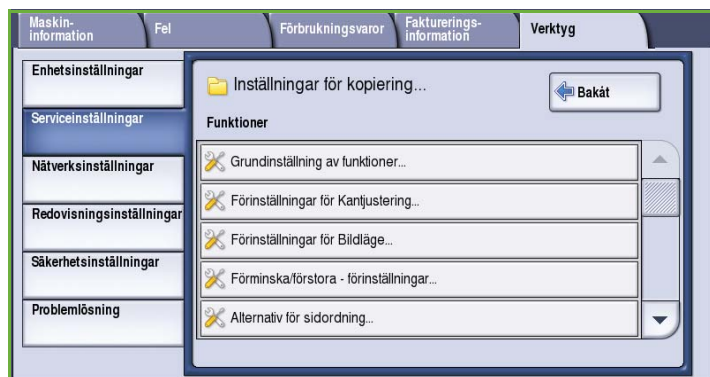 Maskin-
information
Fel
Förbrukningsvaror
Fakturerings-
information
Verktyg
Enhetsinställningar
Serviceinställningar
Nätverksinställningar
Redovisningsinställningar
Säkerhetsinställningar
Problemlösning
Inställningar för kopiering...
Bakåt
Funktioner
Grundinställning av funktioner...
Förinställningar för Kantjustering...
Förinställningar för Bildläge...
Förminska/förstora - förinställningar...
Alternativ för sidordning...